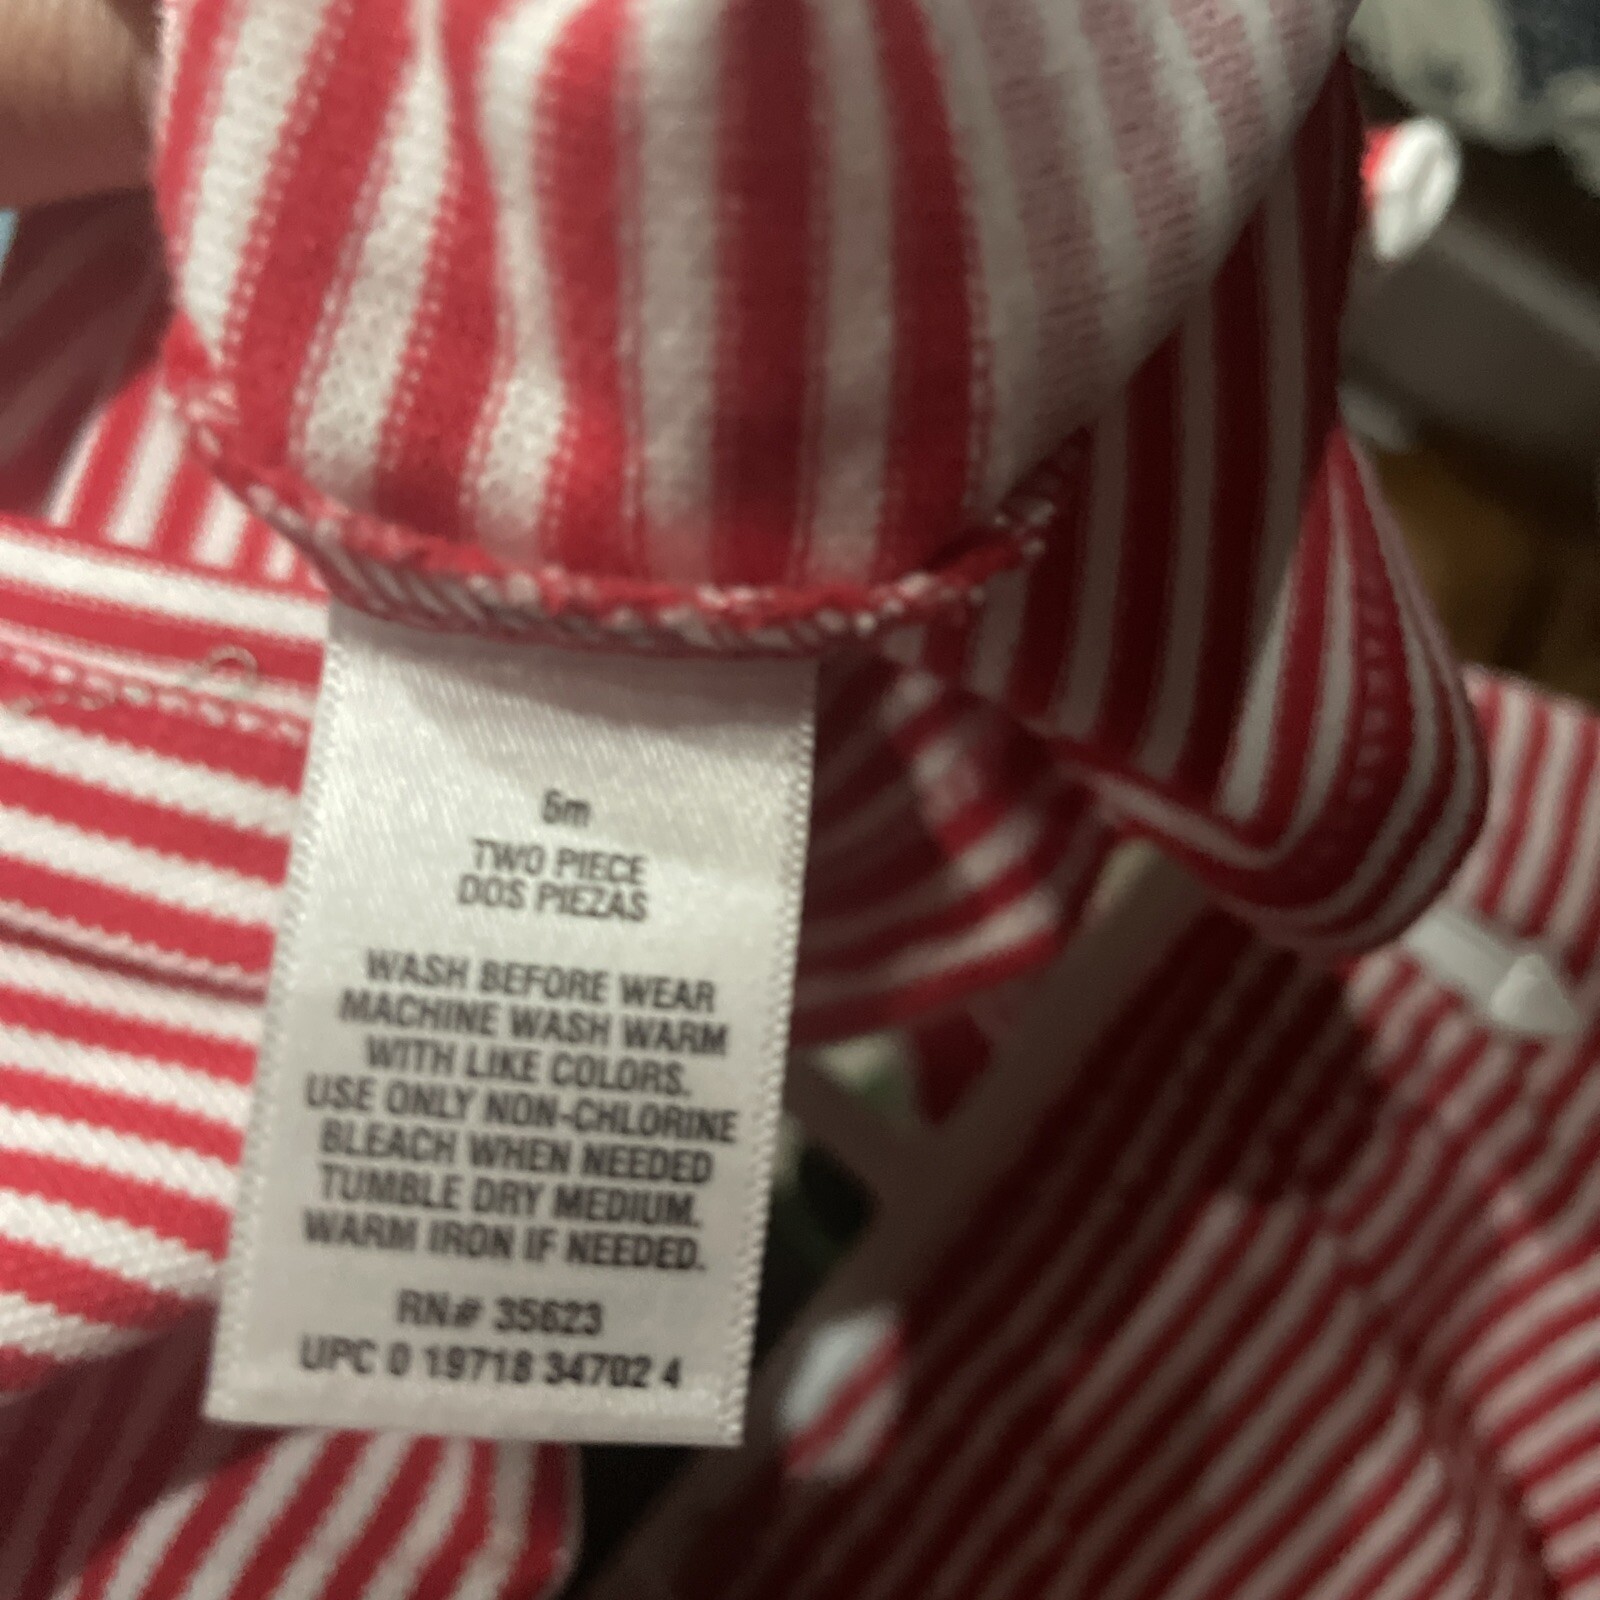 6m
TWO PIECE
DOS PIEZAS
WASH BEFORE WEAR
MACHINE WASH WARM
WITH LIKE COLORS.
USE ONLY NON-CHLORINE
BLEACH WHEN NEEDED
TUMBLE DRY MEDIUM.
WARM IRON IF NEEDED.
RN# 35623
UPC 0 19718 34702 4